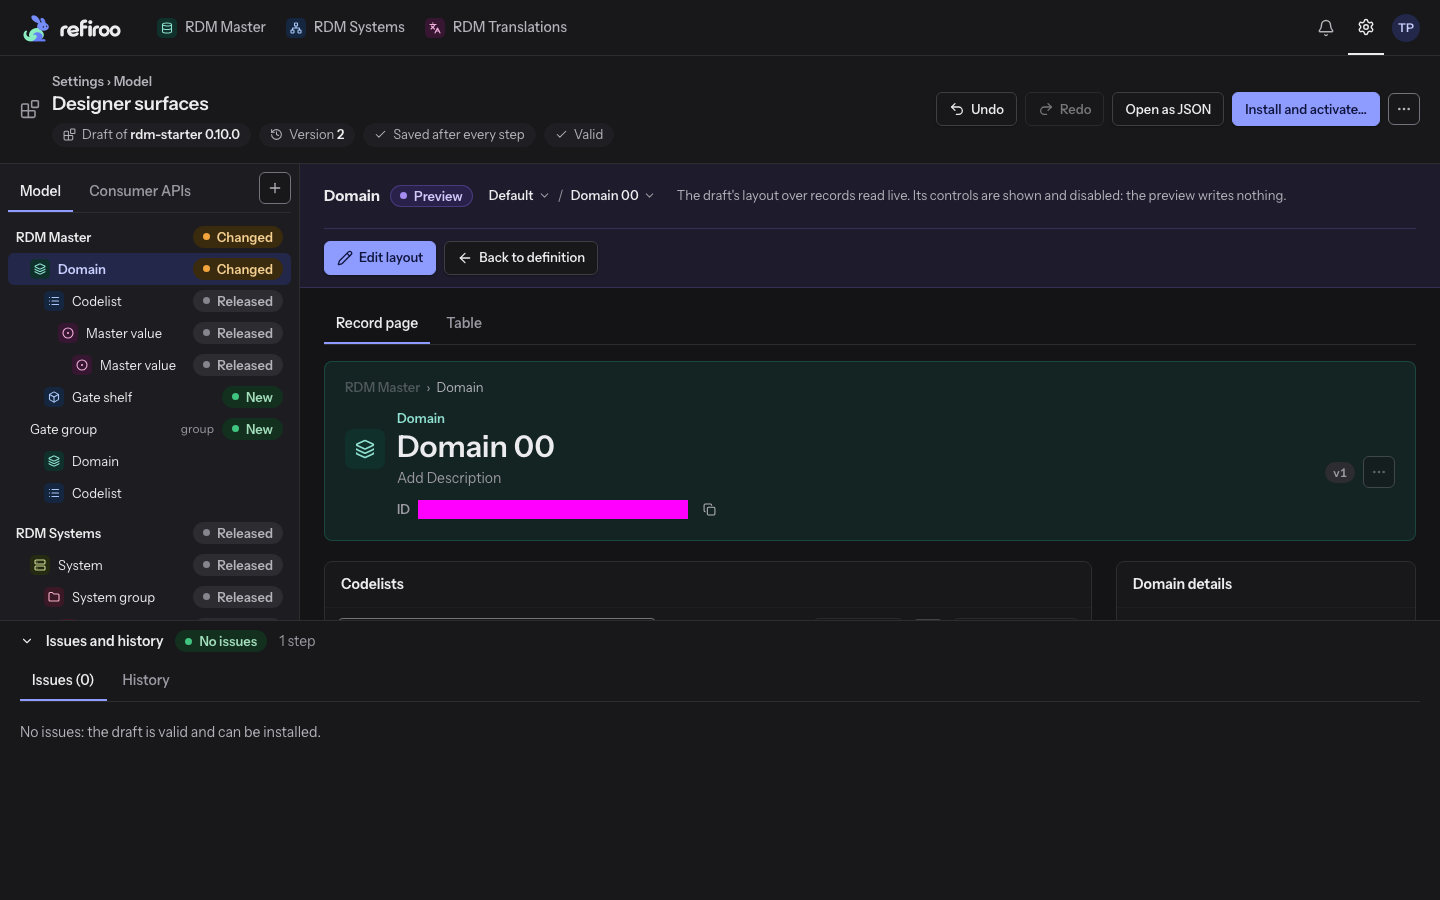 refiroo
RDM Master
RDM Systems
RDM Translations
TP
Settings › Model
Designer surfaces
Draft of rdm-starter 0.10.0
Version 2
Saved after every step
Valid
Undo
Redo
Open as JSON
Install and activate...
Model
Consumer APIs
RDM Master
Changed
Domain
Changed
Codelist
Released
Master value
Released
Master value
Released
Gate shelf
New
Gate group
group
New
Domain
Codelist
RDM Systems
Released
System
Released
System group
Released
Domain
Preview
Default
/
Domain 00
The draft's layout over records read live. Its controls are shown and disabled: the preview writes nothing.
Edit layout
Back to definition
Record page
Table
RDM Master › Domain
Domain
Domain 00
Add Description
ID
v1
Codelists
Domain details
Issues and history
No issues
1 step
Issues (0)
History
No issues: the draft is valid and can be installed.